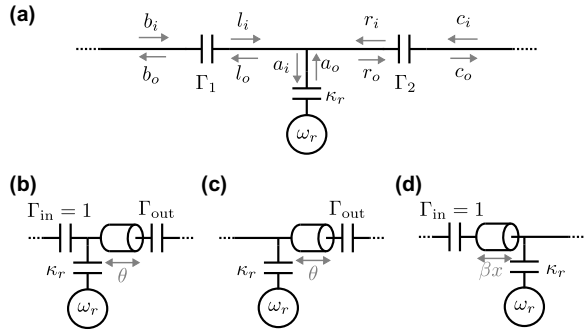 (a)
b_i l_i r_i c_i
b_o l_o a_i a_o r_o c_o
Γ_1 Γ_2
κ_r
ω_r
(b) (c) (d)
Γ_in = 1 Γ_out Γ_out Γ_in = 1
κ_r θ κ_r θ βx κ_r
ω_r ω_r ω_r